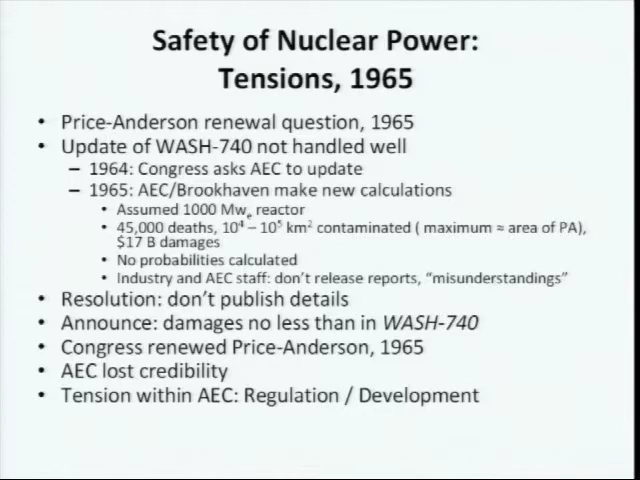 Safety of Nuclear Power:
Tensions, 1965
• Price-Anderson renewal question, 1965
• Update of WASH-740 not handled well
– 1964: Congress asks AEC to update
– 1965: AEC/Brookhaven make new calculations
• Assumed 1000 Mwₑ reactor
• 45,000 deaths, 10⁴ – 10⁵ km² contaminated ( maximum ≈ area of PA),
$17 B damages
• No probabilities calculated
• Industry and AEC staff: don't release reports, "misunderstandings"
• Resolution: don't publish details
• Announce: damages no less than in WASH-740
• Congress renewed Price-Anderson, 1965
• AEC lost credibility
• Tension within AEC: Regulation / Development